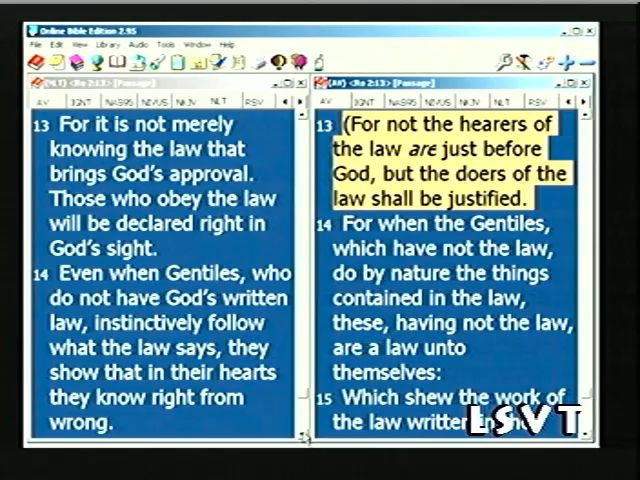 Online Bible Edition 2.95
File Edit View Library Audio Tools Window Help
(NLT) <Ro 2:13> [Passage]
AV IGNT NAS95 NIVUS NKJV NLT RSV
13 For it is not merely
knowing the law that
brings God's approval.
Those who obey the law
will be declared right in
God's sight.
14 Even when Gentiles, who
do not have God's written
law, instinctively follow
what the law says, they
show that in their hearts
they know right from
wrong.
(AV) <Ro 2:13> [Passage]
AV IGNT NAS95 NIVUS NKJV NLT RSV
13 (For not the hearers of
the law are just before
God, but the doers of the
law shall be justified.
14 For when the Gentiles,
which have not the law,
do by nature the things
contained in the law,
these, having not the law,
are a law unto
themselves:
15 Which shew the work of
the law written in
LSVT